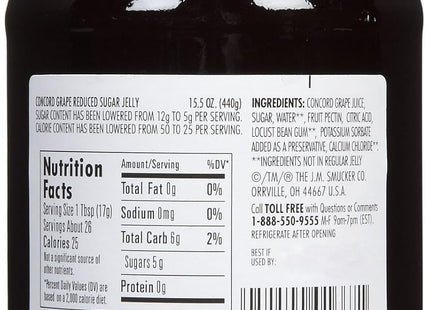 CONCORD GRAPE REDUCED SUGAR JELLY 15.5 OZ. (440g)
SUGAR CONTENT HAS BEEN LOWERED FROM 12g TO 5g PER SERVING.
CALORIE CONTENT HAS BEEN LOWERED FROM 50 TO 25 PER SERVING.
Nutrition
Facts
Serving Size 1 Tbsp (17g)
Servings About 26
Calories 25
Not a significant source of
other nutrients.
*Percent Daily Values (DV) are
based on a 2,000 calorie diet.
Amount/Serving %DV*
Total Fat 0g 0%
Sodium 0mg 0%
Total Carb 6g 2%
Sugars 5g
Protein 0g 0%
INGREDIENTS: CONCORD GRAPE JUICE,
SUGAR, WATER**, FRUIT PECTIN, CITRIC ACID,
LOCUST BEAN GUM**, POTASSIUM SORBATE
ADDED AS A PRESERVATIVE, CALCIUM CHLORIDE**.
**INGREDIENTS NOT IN REGULAR JELLY
©/TM/® THE J.M. SMUCKER CO.
ORRVILLE, OH 44667 U.S.A.
Call TOLL FREE with Questions or Comments
1-888-550-9555 M-F 9am-7pm (EST).
REFRIGERATE AFTER OPENING
BEST IF
USED BY: